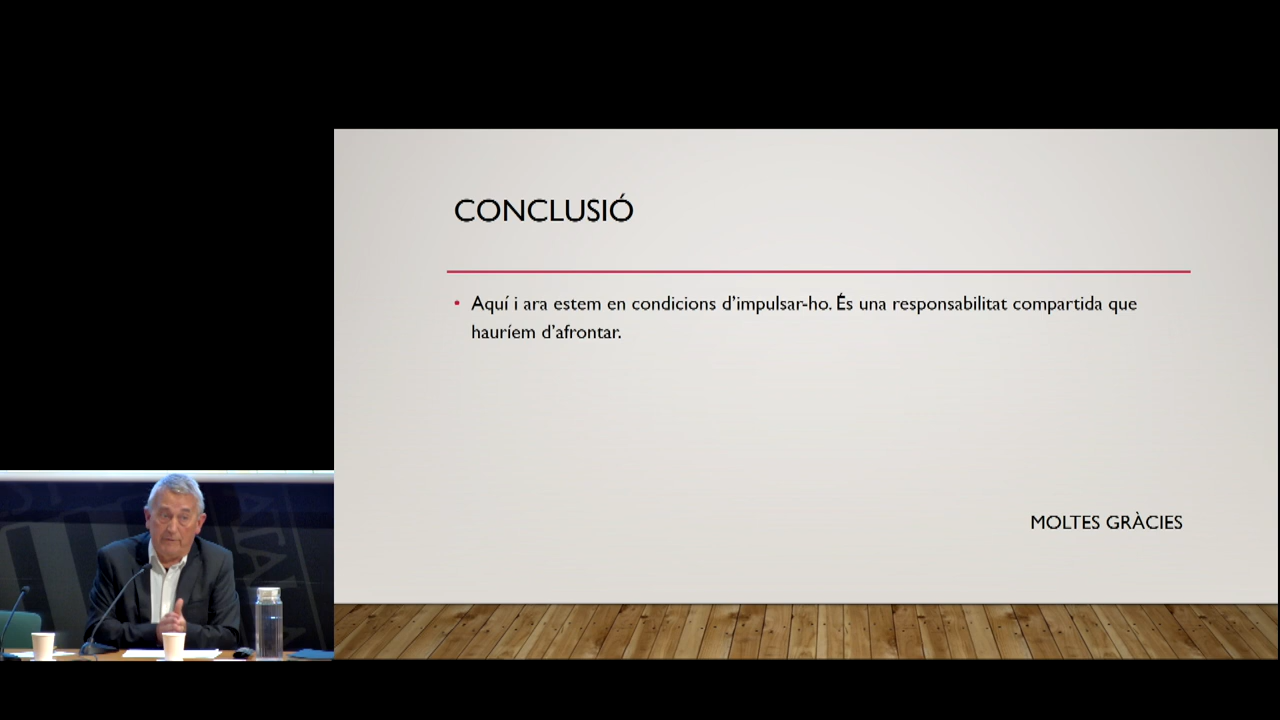 CONCLUSIÓ
• Aquí i ara estem en condicions d'impulsar-ho. És una responsabilitat compartida que
hauríem d'afrontar.
MOLTES GRÀCIES